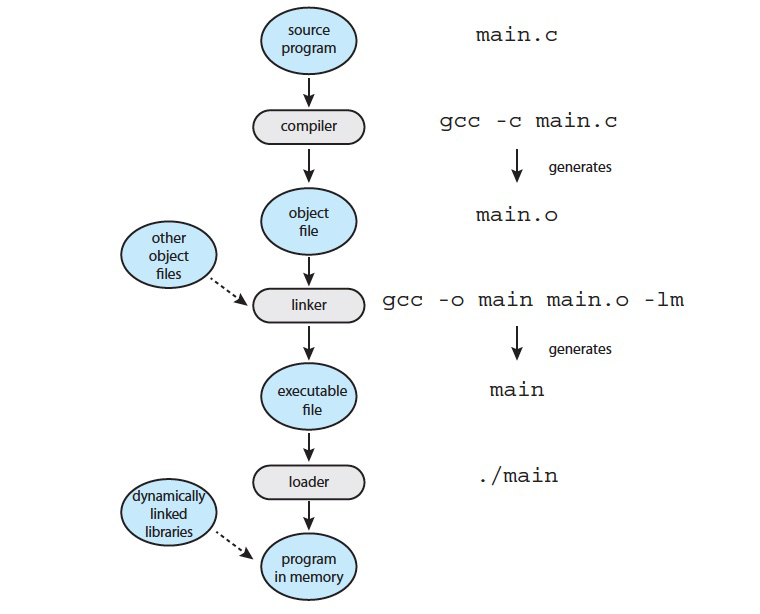 source
program
main.c
compiler
gcc -c main.c
generates
object
file
main.o
other
object
files
linker
gcc -o main main.o -lm
generates
executable
file
main
loader
./main
dynamically
linked
libraries
program
in memory